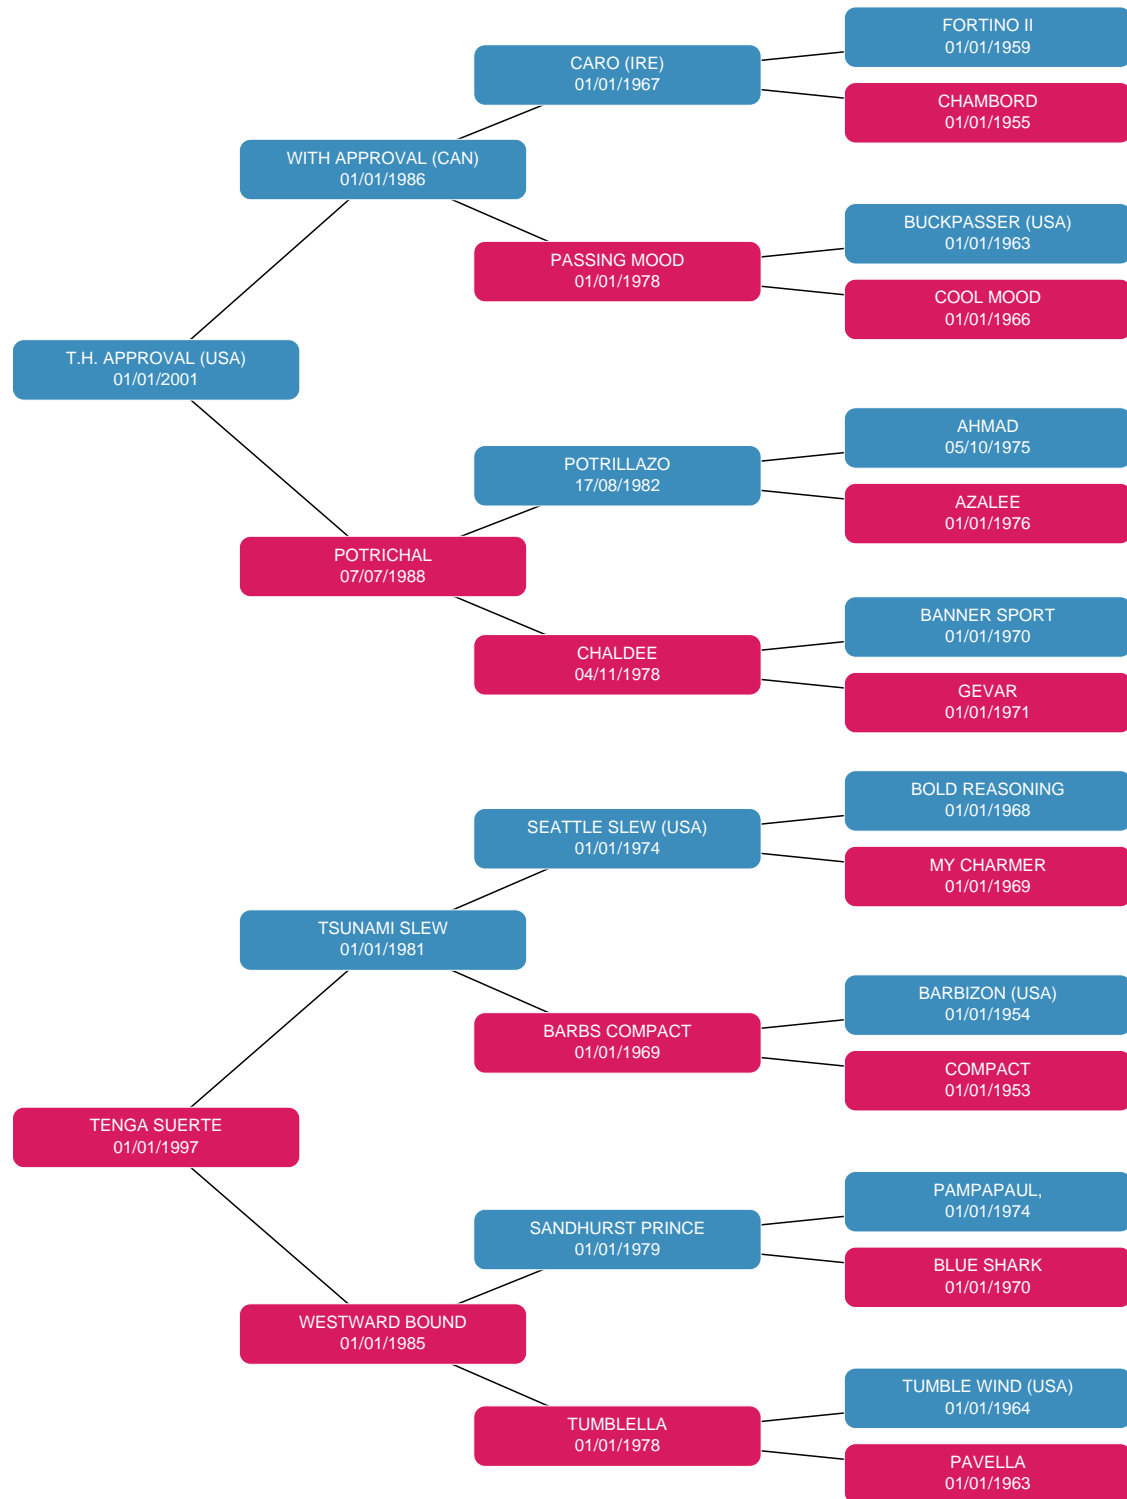 FORTINO II
01/01/1959
CARO (IRE)
01/01/1967
CHAMBORD
01/01/1955
WITH APPROVAL (CAN)
01/01/1986
BUCKPASSER (USA)
01/01/1963
PASSING MOOD
01/01/1978
COOL MOOD
01/01/1966
T.H. APPROVAL (USA)
01/01/2001
AHMAD
05/10/1975
POTRILLAZO
17/08/1982
AZALEE
01/01/1976
POTRICHAL
07/07/1988
BANNER SPORT
01/01/1970
CHALDEE
04/11/1978
GEVAR
01/01/1971
BOLD REASONING
01/01/1968
SEATTLE SLEW (USA)
01/01/1974
MY CHARMER
01/01/1969
TSUNAMI SLEW
01/01/1981
BARBIZON (USA)
01/01/1954
BARBS COMPACT
01/01/1969
COMPACT
01/01/1953
TENGA SUERTE
01/01/1997
PAMPAPAUL,
01/01/1974
SANDHURST PRINCE
01/01/1979
BLUE SHARK
01/01/1970
WESTWARD BOUND
01/01/1985
TUMBLE WIND (USA)
01/01/1964
TUMBLELLA
01/01/1978
PAVELLA
01/01/1963